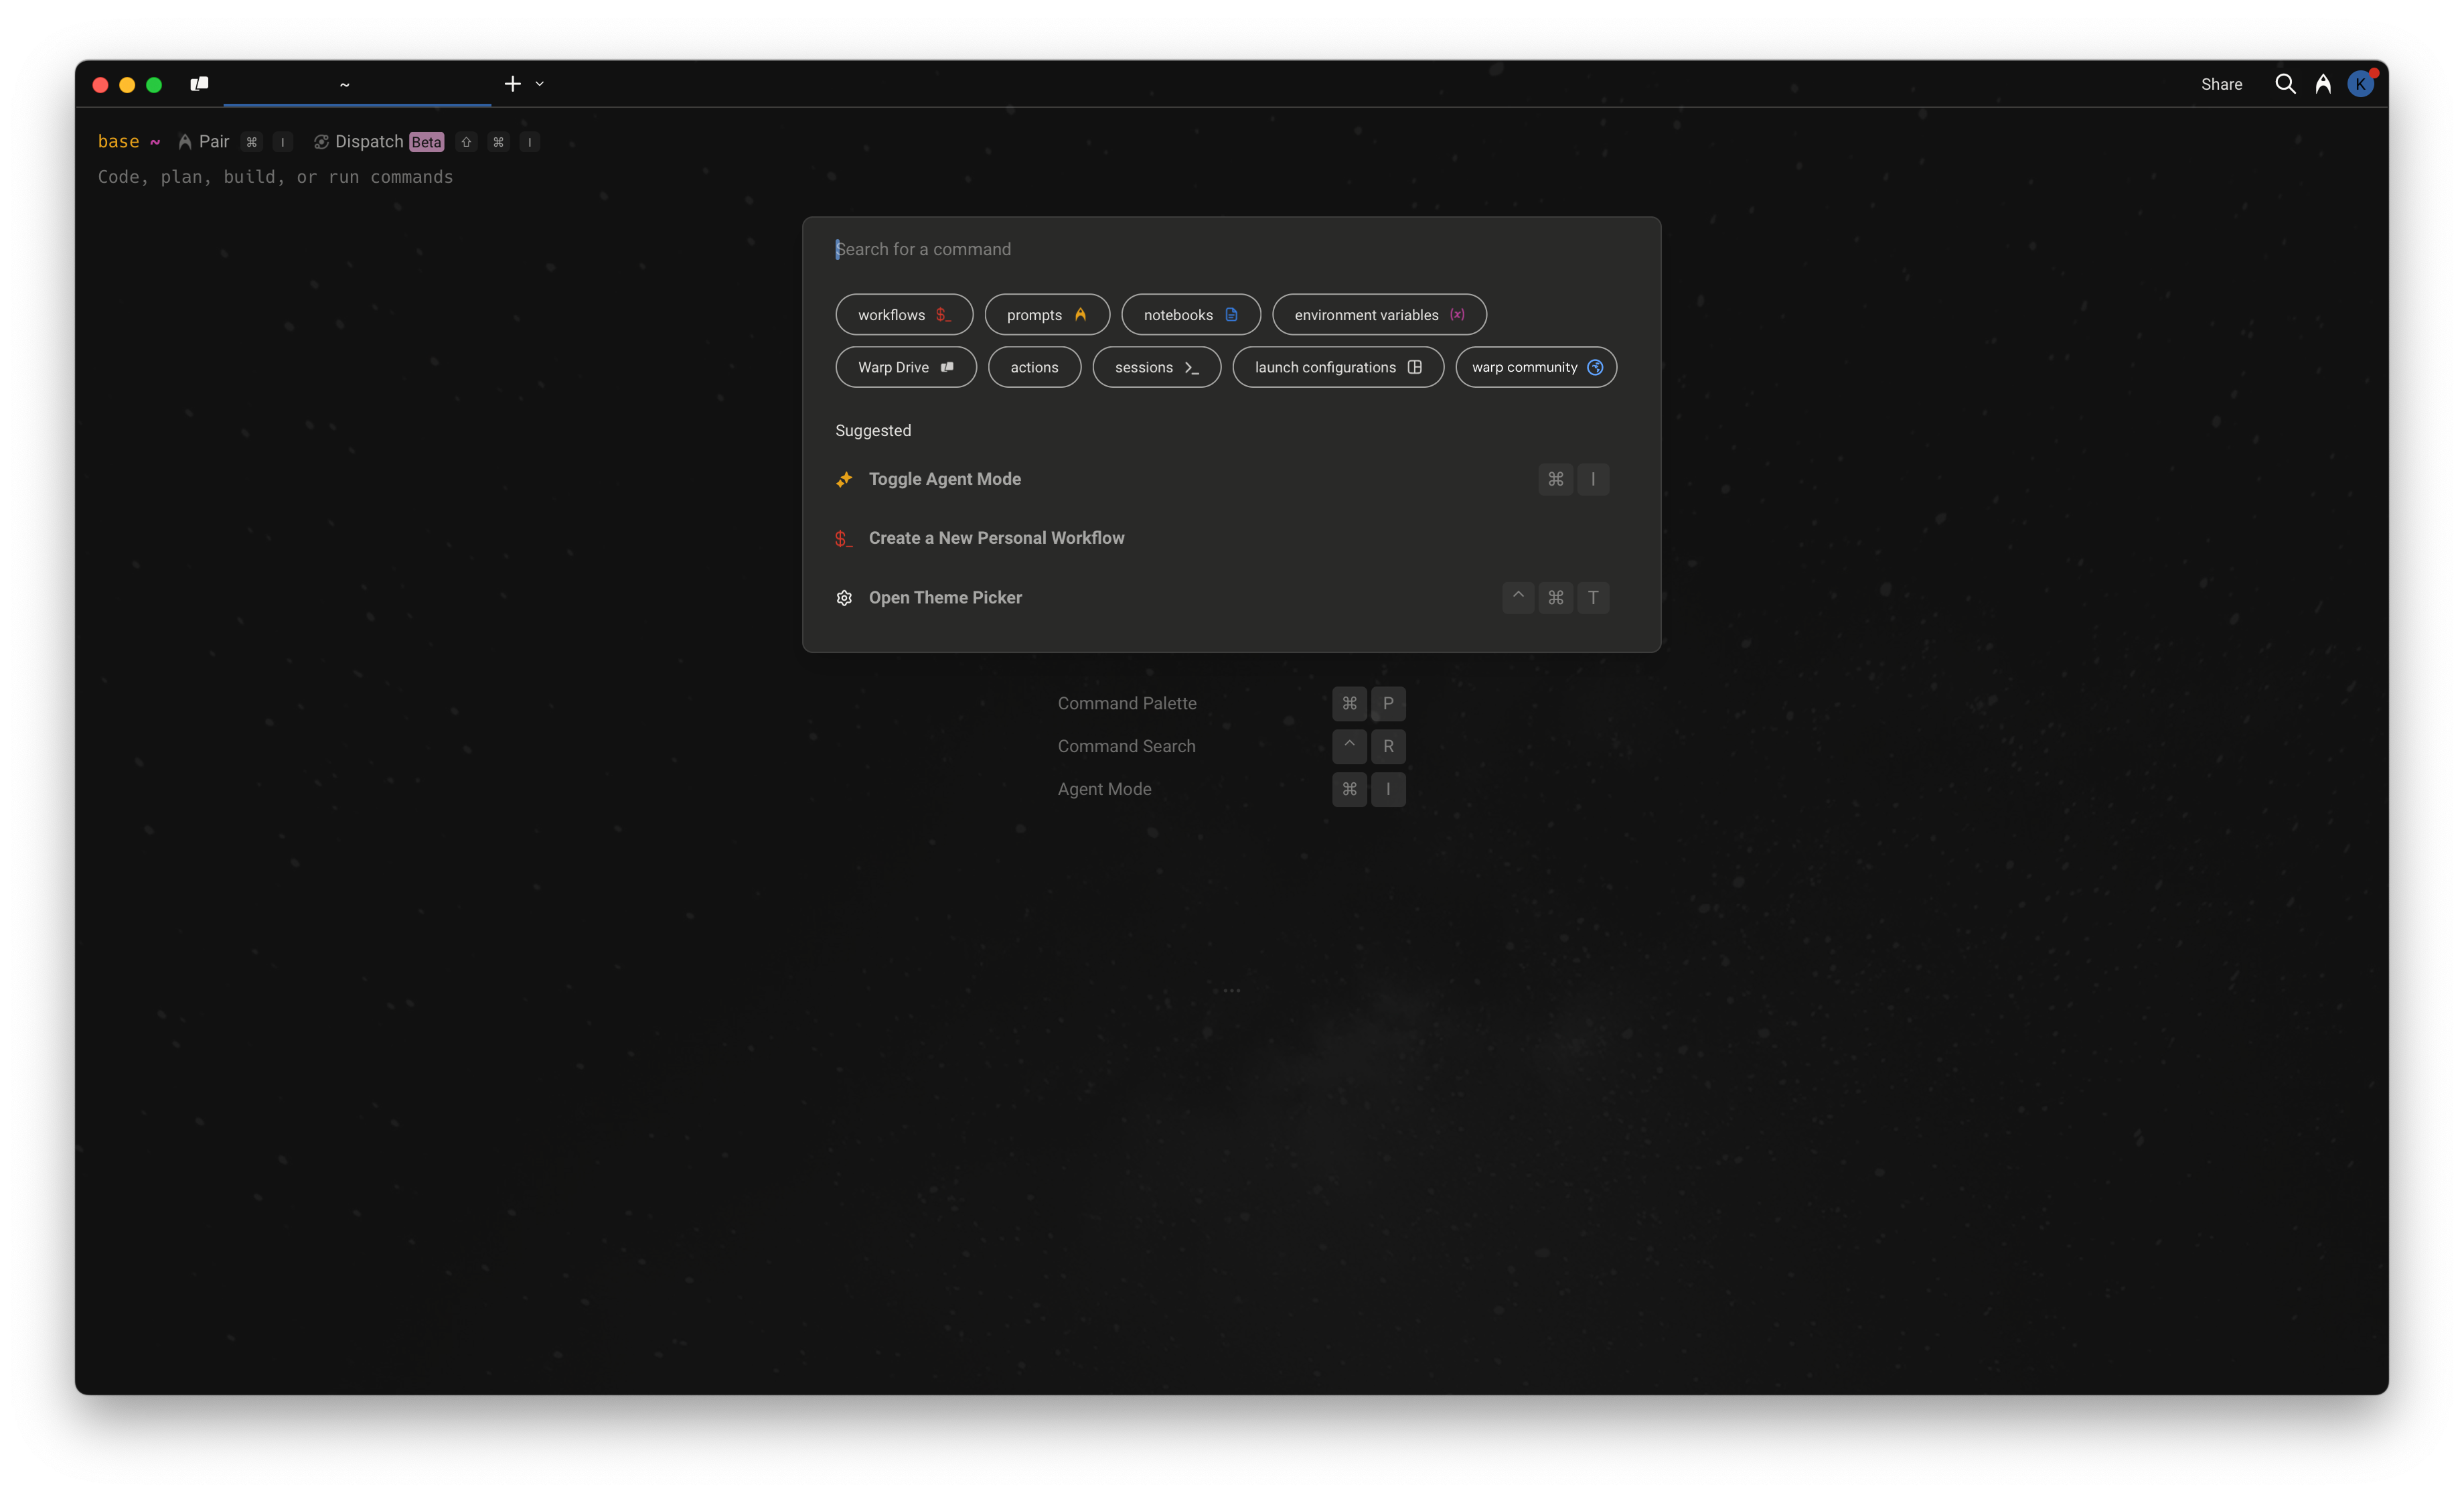 ~ + Share K
base ~ Pair ⌘ I Dispatch Beta ⇧ ⌘ I
Code, plan, build, or run commands
Search for a command
workflows $_ prompts notebooks environment variables (x)
Warp Drive actions sessions >_ launch configurations warp community
Suggested
Toggle Agent Mode ⌘ I
$_ Create a New Personal Workflow
Open Theme Picker ^ ⌘ T
Command Palette ⌘ P
Command Search ^ R
Agent Mode ⌘ I
...